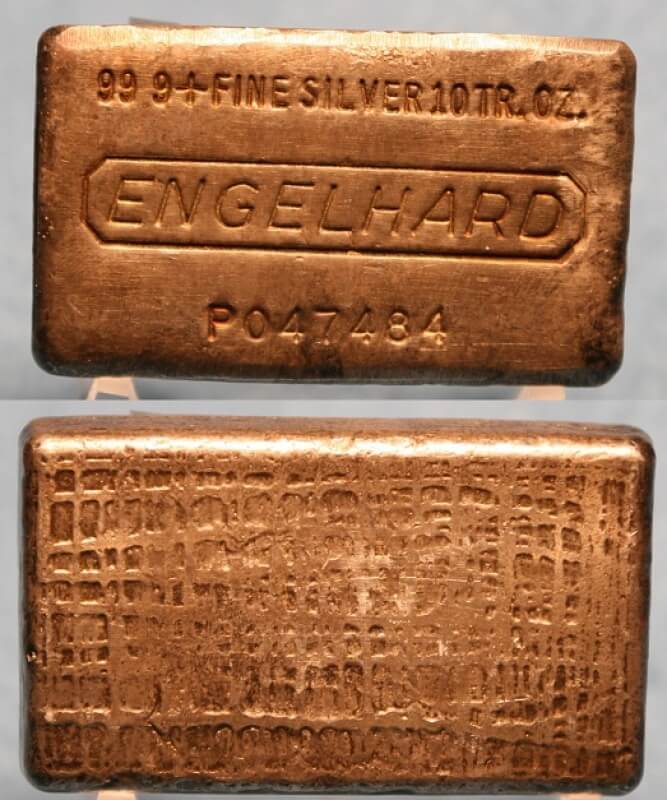 99 9+ FINE SILVER 10 TR. OZ.
ENGELHARD
P047484